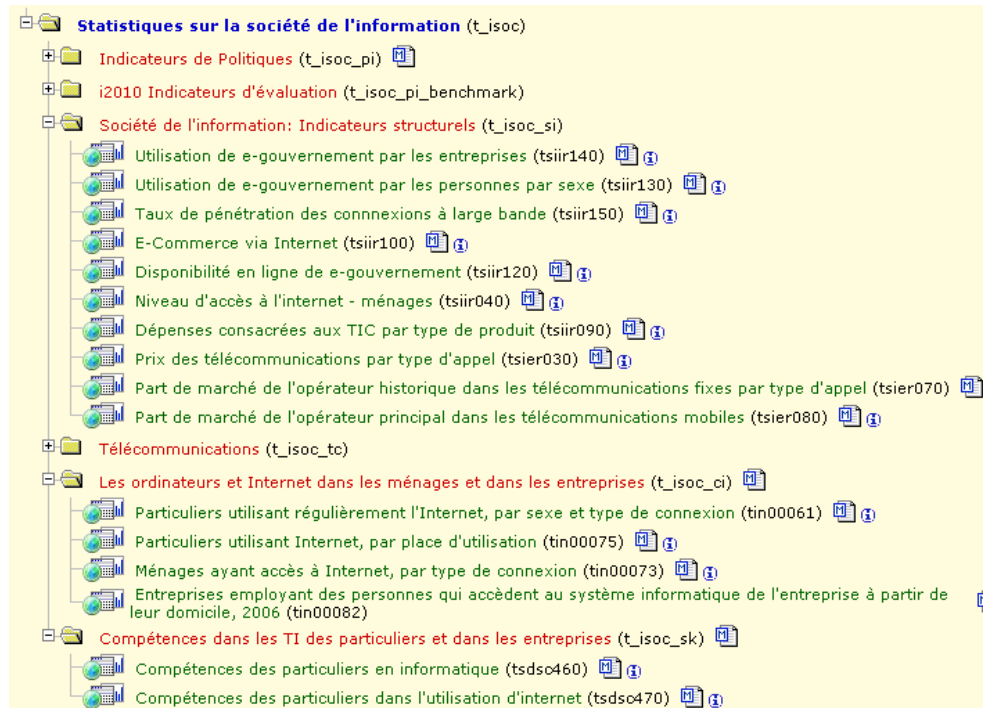 Statistiques sur la société de l'information (t_isoc)
Indicateurs de Politiques (t_isoc_pi)
i2010 Indicateurs d'évaluation (t_isoc_pi_benchmark)
Société de l'information: Indicateurs structurels (t_isoc_si)
Utilisation de e-gouvernement par les entreprises (tsiir140)
Utilisation de e-gouvernement par les personnes par sexe (tsiir130)
Taux de pénétration des connnexions à large bande (tsiir150)
E-Commerce via Internet (tsiir100)
Disponibilité en ligne de e-gouvernement (tsiir120)
Niveau d'accès à l'internet - ménages (tsiir040)
Dépenses consacrées aux TIC par type de produit (tsiir090)
Prix des télécommunications par type d'appel (tsier030)
Part de marché de l'opérateur historique dans les télécommunications fixes par type d'appel (tsier070)
Part de marché de l'opérateur principal dans les télécommunications mobiles (tsier080)
Télécommunications (t_isoc_tc)
Les ordinateurs et Internet dans les ménages et dans les entreprises (t_isoc_ci)
Particuliers utilisant régulièrement l'Internet, par sexe et type de connexion (tin00061)
Particuliers utilisant Internet, par place d'utilisation (tin00075)
Ménages ayant accès à Internet, par type de connexion (tin00073)
Entreprises employant des personnes qui accèdent au système informatique de l'entreprise à partir de
leur domicile, 2006 (tin00082)
Compétences dans les TI des particuliers et dans les entreprises (t_isoc_sk)
Compétences des particuliers en informatique (tsdsc460)
Compétences des particuliers dans l'utilisation d'internet (tsdsc470)